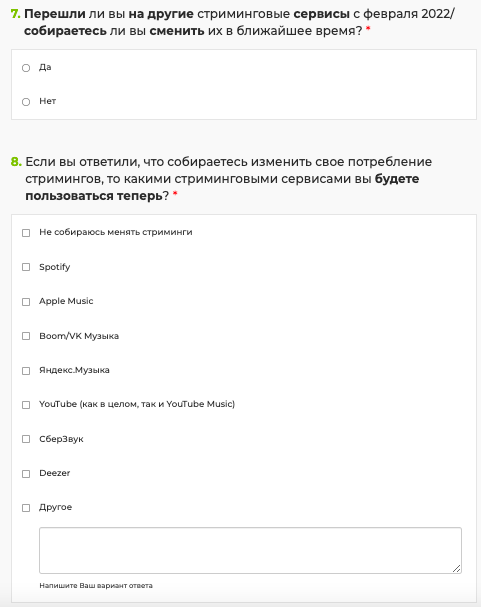 7. Перешли ли вы на другие стриминговые сервисы с февраля 2022/
собираетесь ли вы сменить их в ближайшее время? *
Да
Нет
8. Если вы ответили, что собираетесь изменить свое потребление
стримингов, то какими стриминговыми сервисами вы будете
пользоваться теперь? *
Не собираюсь менять стриминги
Spotify
Apple Music
Boom/VK Музыка
Яндекс.Музыка
YouTube (как в целом, так и YouTube Music)
СберЗвук
Deezer
Другое
Напишите Ваш вариант ответа